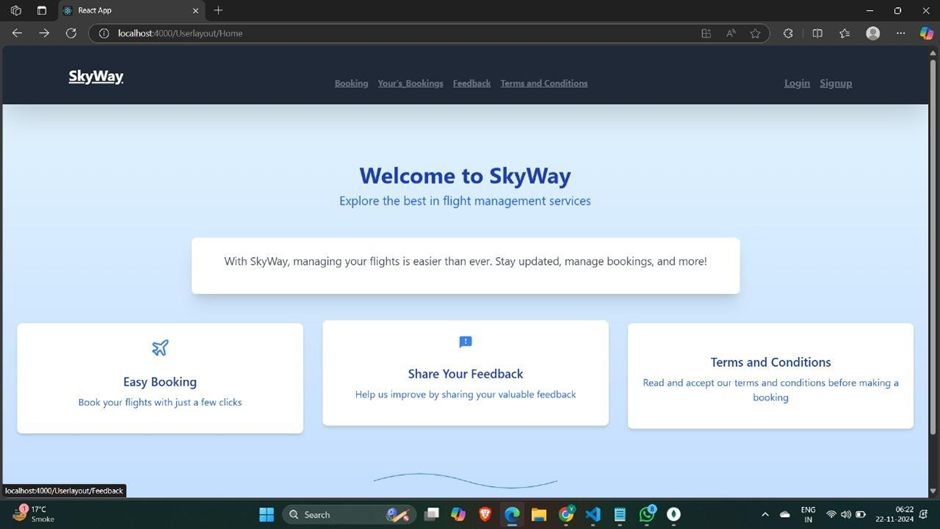 React App
localhost:4000/Userlayout/Home
SkyWay
Booking Your's_Bookings Feedback Terms and Conditions
Login Signup
Welcome to SkyWay
Explore the best in flight management services
With SkyWay, managing your flights is easier than ever. Stay updated, manage bookings, and more!
Easy Booking
Book your flights with just a few clicks
Share Your Feedback
Help us improve by sharing your valuable feedback
Terms and Conditions
Read and accept our terms and conditions before making a
booking
localhost:4000/Userlayout/Feedback
1
17°C
Smoke
Search
ENG
IN
06:22
22-11-2024